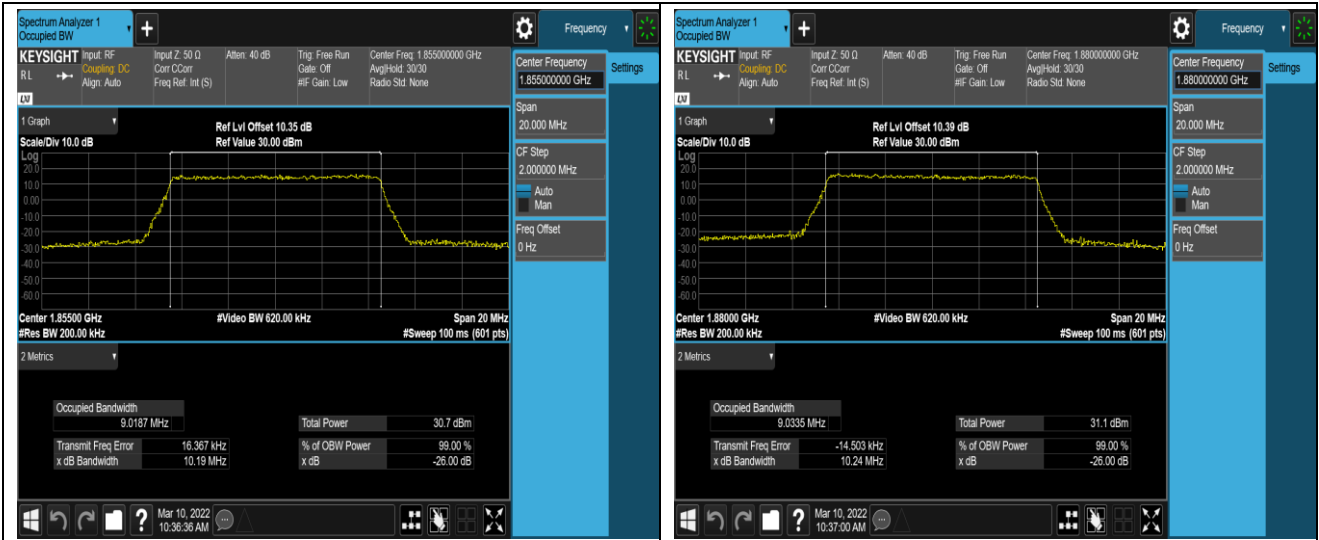 Spectrum Analyzer 1
Occupied BW
+
Frequency
KEYSIGHT
RL
LXI
Input: RF
Coupling: DC
Align: Auto
Input Z: 50 Ω
Corr CCorr
Freq Ref: Int (S)
Atten: 40 dB
Trig: Free Run
Gate: Off
#IF Gain: Low
Center Freq: 1.855000000 GHz
Avg|Hold: 30/30
Radio Std: None
Center Frequency
1.855000000 GHz
Settings
Span
20.000 MHz
CF Step
2.000000 MHz
Auto
Man
Freq Offset
0 Hz
1 Graph
Scale/Div 10.0 dB
Ref Lvl Offset 10.35 dB
Ref Value 30.00 dBm
Log
20.0
10.0
0.00
-10.0
-20.0
-30.0
-40.0
-50.0
-60.0
Center 1.85500 GHz
#Video BW 620.00 kHz
Span 20 MHz
#Res BW 200.00 kHz
#Sweep 100 ms (601 pts)
2 Metrics
Occupied Bandwidth
9.0187 MHz
Total Power 30.7 dBm
Transmit Freq Error 16.367 kHz
% of OBW Power 99.00 %
x dB Bandwidth 10.19 MHz
x dB -26.00 dB
?
Mar 10, 2022
10:36:36 AM
Spectrum Analyzer 1
Occupied BW
+
Frequency
KEYSIGHT
RL
LXI
Input: RF
Coupling: DC
Align: Auto
Input Z: 50 Ω
Corr CCorr
Freq Ref: Int (S)
Atten: 40 dB
Trig: Free Run
Gate: Off
#IF Gain: Low
Center Freq: 1.880000000 GHz
Avg|Hold: 30/30
Radio Std: None
Center Frequency
1.880000000 GHz
Settings
Span
20.000 MHz
CF Step
2.000000 MHz
Auto
Man
Freq Offset
0 Hz
1 Graph
Scale/Div 10.0 dB
Ref Lvl Offset 10.39 dB
Ref Value 30.00 dBm
Log
20.0
10.0
0.00
-10.0
-20.0
-30.0
-40.0
-50.0
-60.0
Center 1.88000 GHz
#Video BW 620.00 kHz
Span 20 MHz
#Res BW 200.00 kHz
#Sweep 100 ms (601 pts)
2 Metrics
Occupied Bandwidth
9.0335 MHz
Total Power 31.1 dBm
Transmit Freq Error -14.503 kHz
% of OBW Power 99.00 %
x dB Bandwidth 10.24 MHz
x dB -26.00 dB
?
Mar 10, 2022
10:37:00 AM